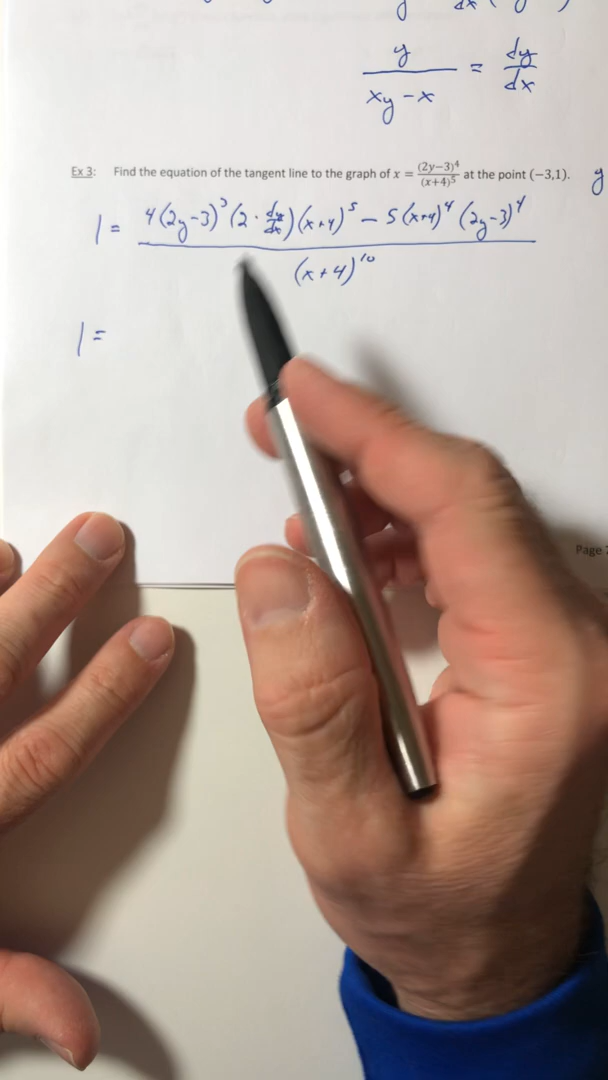 y/(xy-x) = dy/dx
Ex 3: Find the equation of the tangent line to the graph of x = (2y−3)^4/(x+4)^5 at the point (−3,1).
y
1 = (4(2y-3)^3(2·dy/dx)(x+4)^5 - 5(x+4)^4(2y-3)^4)/(x+4)^10
1 =
Page